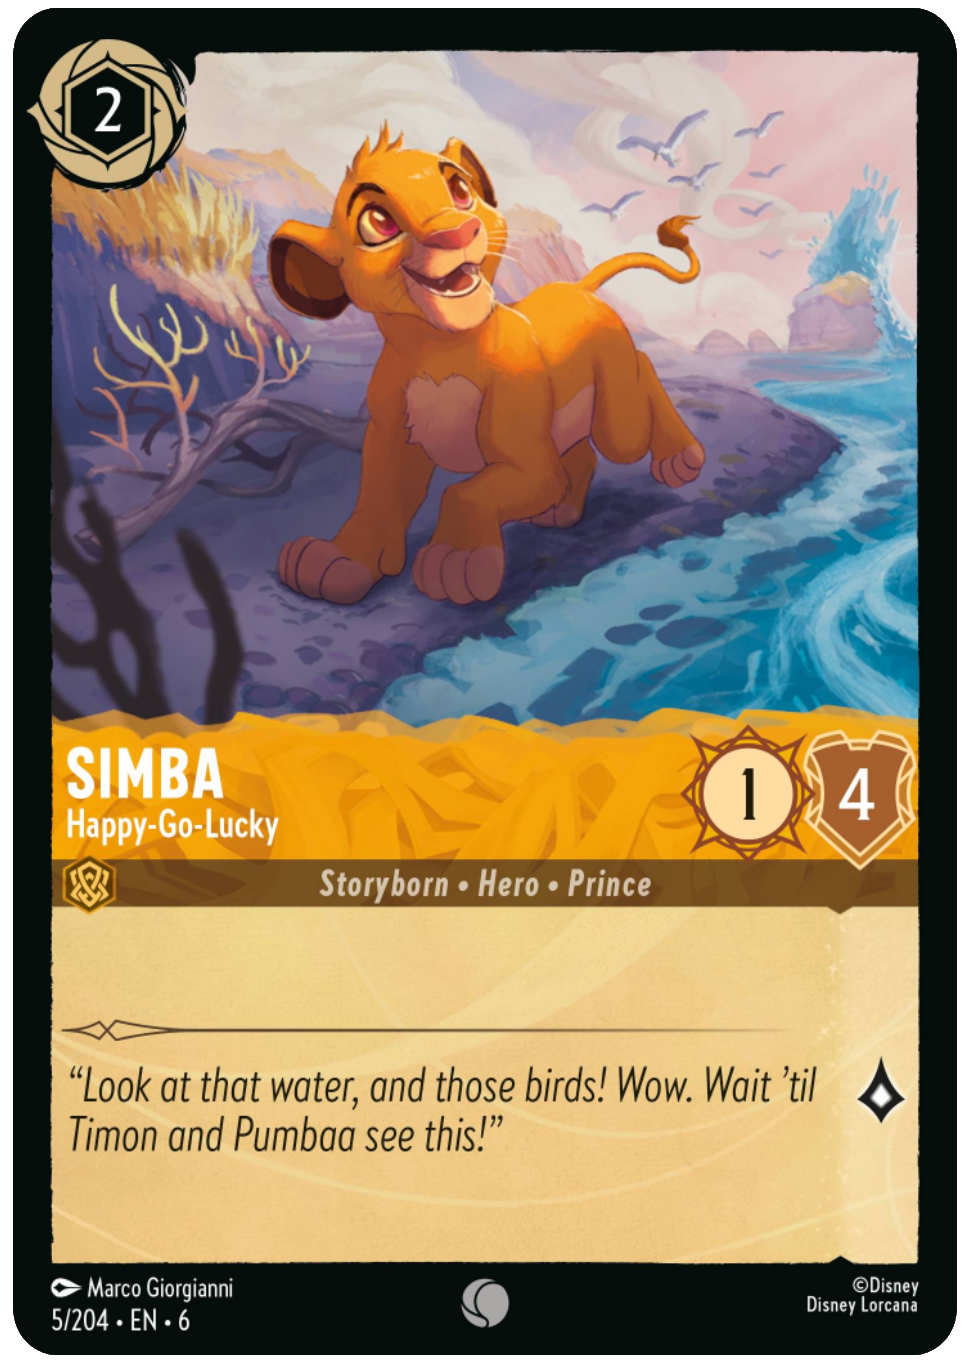 2
SIMBA
Happy-Go-Lucky
1
4
Storyborn • Hero • Prince
“Look at that water, and those birds! Wow. Wait ’til
Timon and Pumbaa see this!”
Marco Giorgianni
5/204 • EN • 6
©Disney
Disney Lorcana